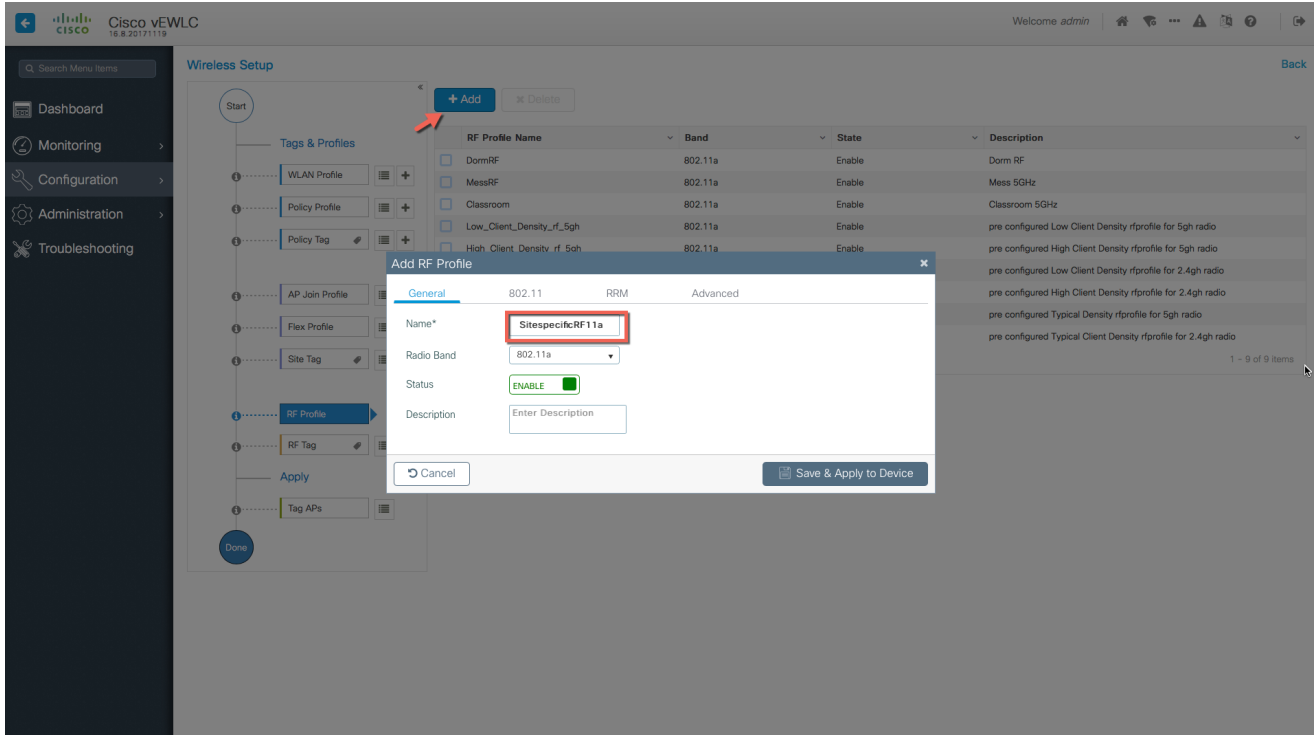 CISCO
Cisco vEWLC
16.8.20171119
Welcome admin
Search Menu Items
Dashboard
Monitoring
Configuration
Administration
Troubleshooting
Wireless Setup
Back
Start
Tags & Profiles
WLAN Profile
Policy Profile
Policy Tag
AP Join Profile
Flex Profile
Site Tag
RF Profile
RF Tag
Apply
Tag APs
Done
+ Add
× Delete
RF Profile Name Band State Description
DormRF 802.11a Enable Dorm RF
MessRF 802.11a Enable Mess 5GHz
Classroom 802.11a Enable Classroom 5GHz
Low_Client_Density_rf_5gh 802.11a Enable pre configured Low Client Density rfprofile for 5gh radio
High_Client_Density_rf_5gh 802.11a Enable pre configured High Client Density rfprofile for 5gh radio
pre configured Low Client Density rfprofile for 2.4gh radio
pre configured High Client Density rfprofile for 2.4gh radio
pre configured Typical Density rfprofile for 5gh radio
pre configured Typical Client Density rfprofile for 2.4gh radio
1 - 9 of 9 items
Add RF Profile ×
General 802.11 RRM Advanced
Name* SitespecificRF11a
Radio Band 802.11a
Status ENABLE
Description Enter Description
Cancel
Save & Apply to Device